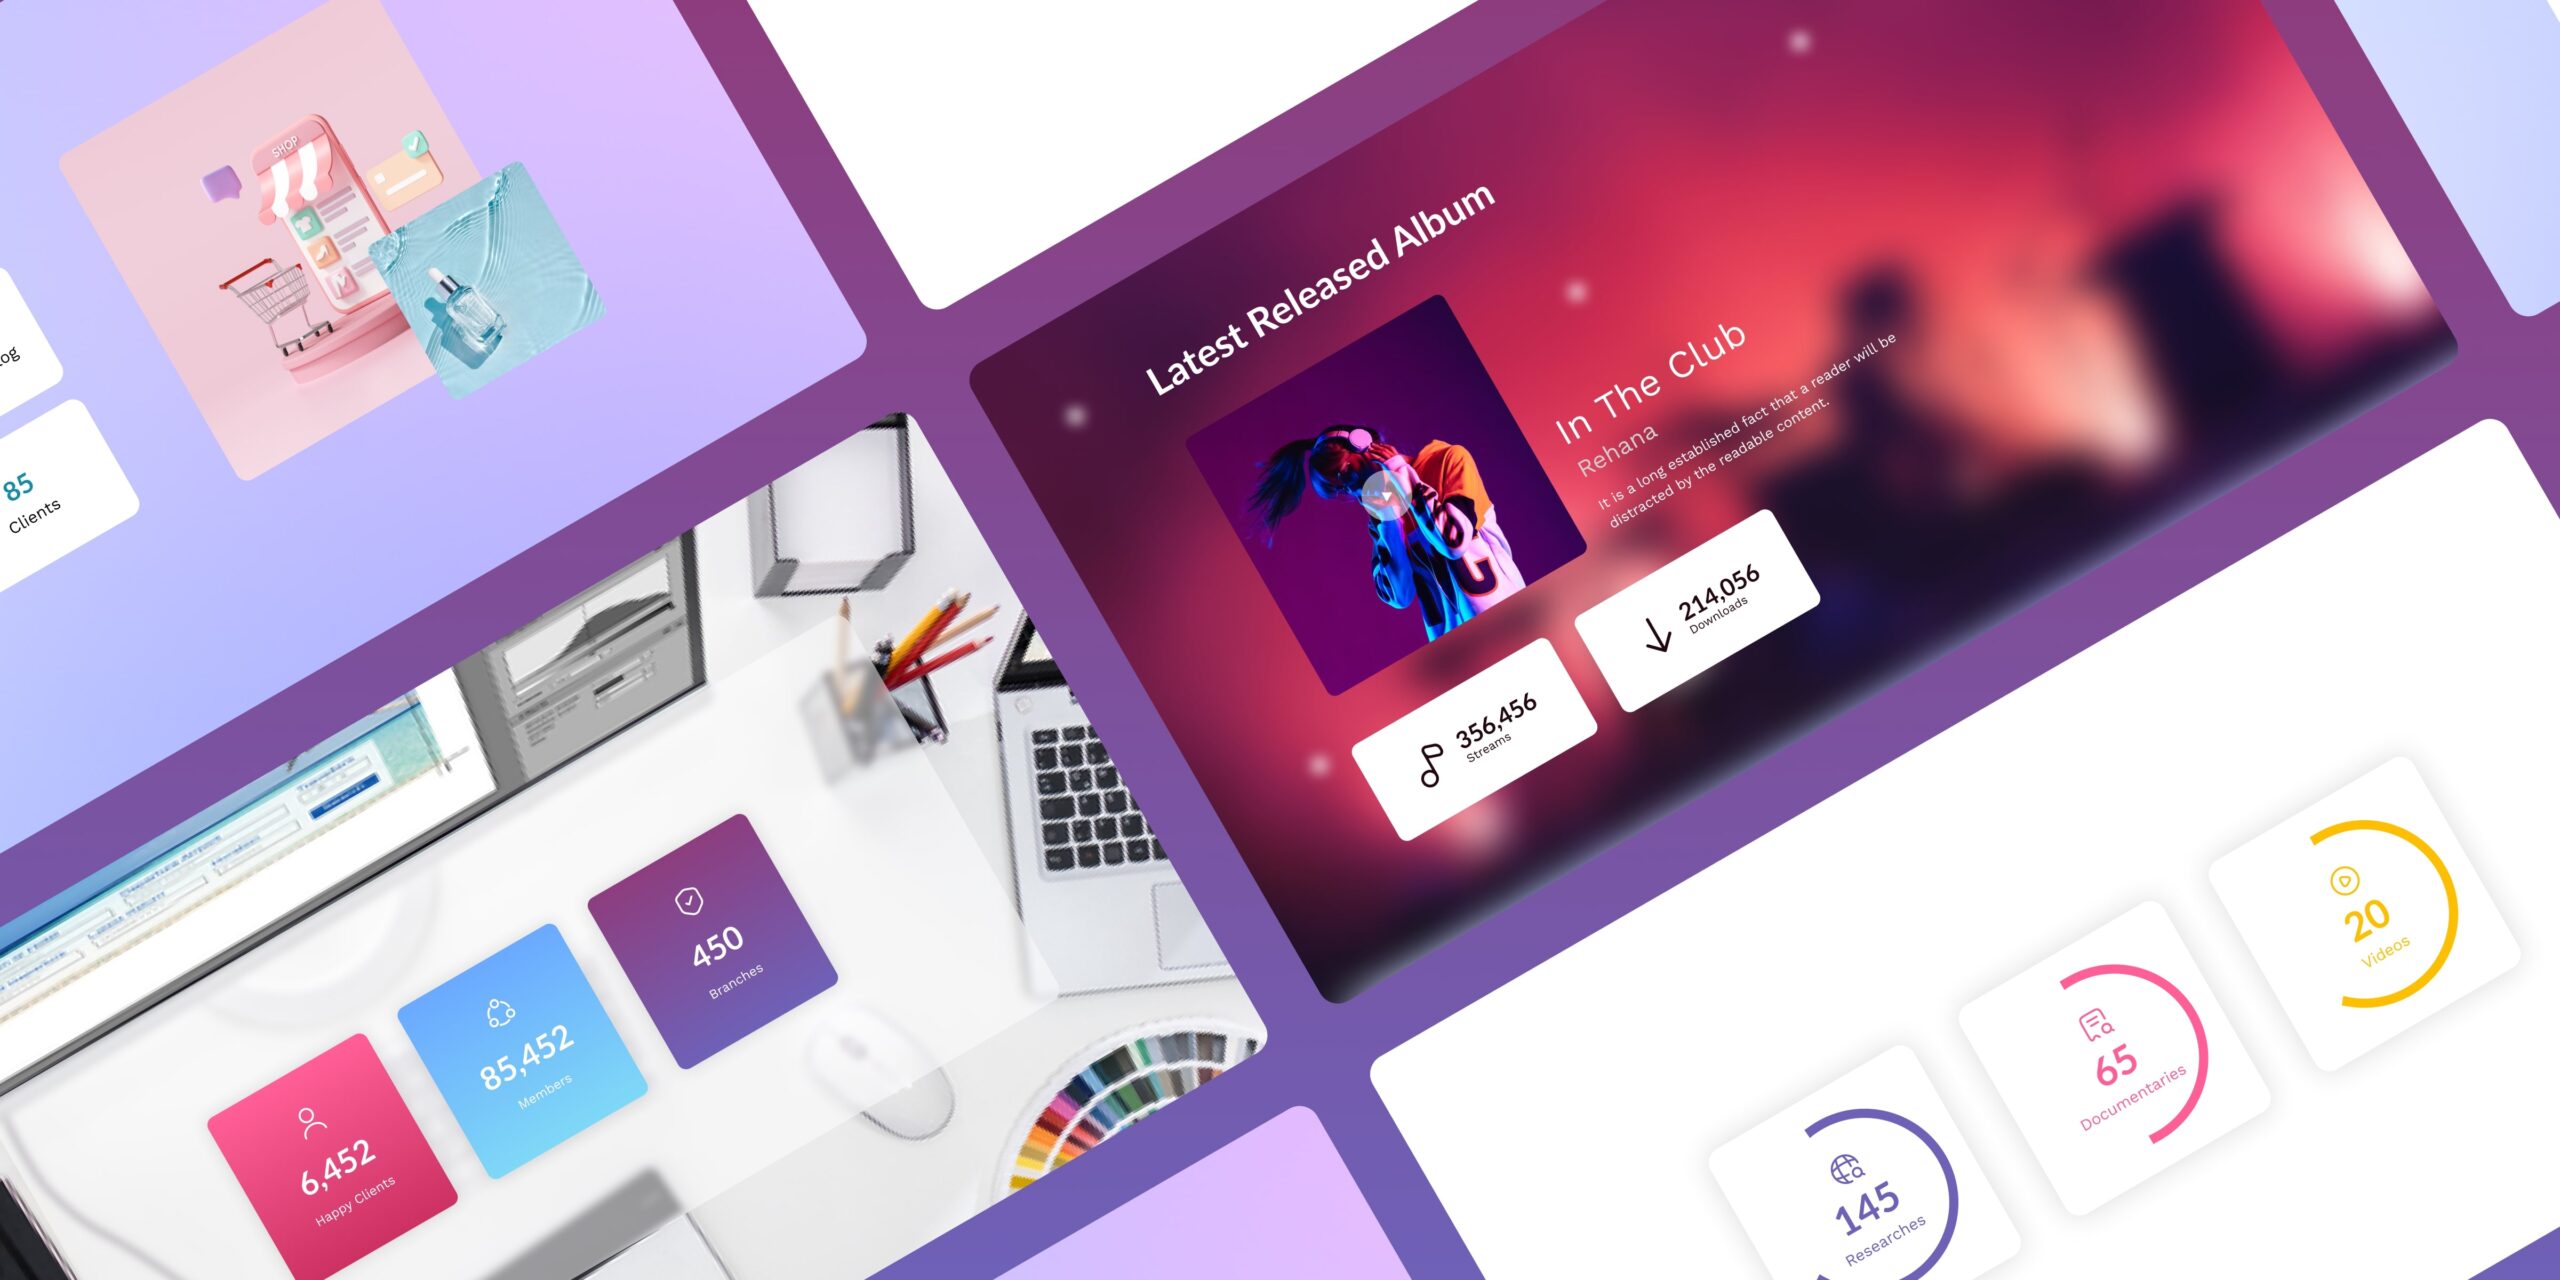 SHOP
og
85
Clients
Latest Released Album
In The Club
Rehana
It is a long established fact that a reader will be
distracted by the readable content.
214,056
Downloads
356,456
Streams
450
Branches
85,452
Members
6,452
Happy Clients
20
Videos
65
Documentaries
145
Researches